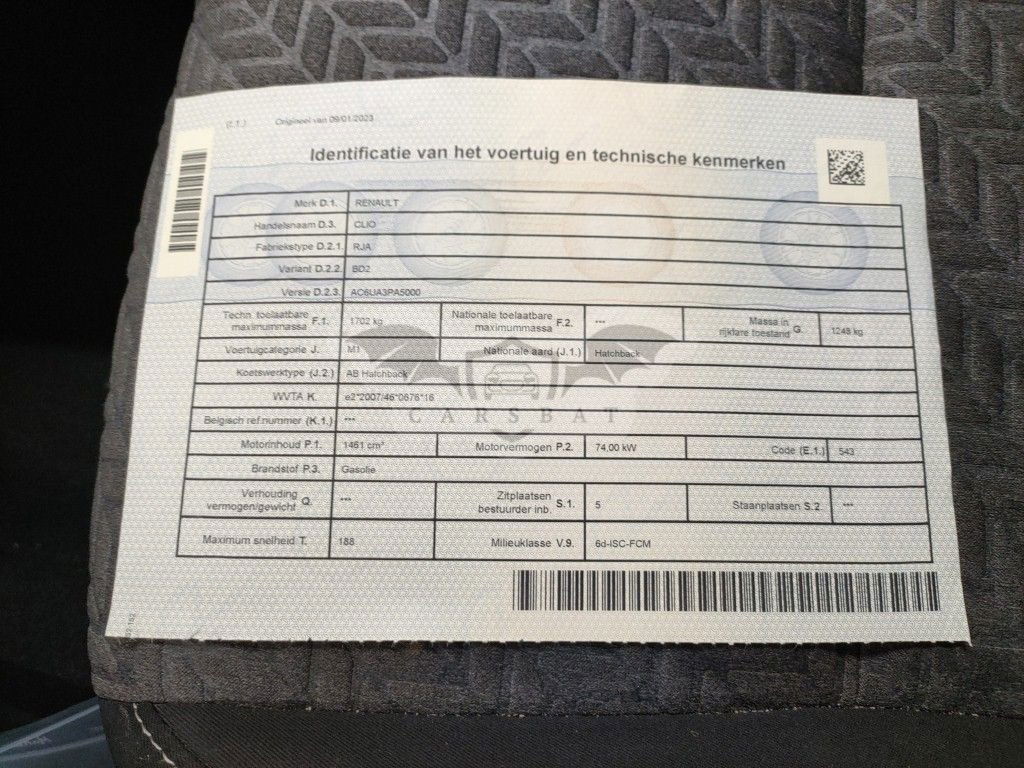 (Z.1.) Origineel van 09/01/2023
Identificatie van het voertuig en technische kenmerken
Merk D.1. RENAULT
Handelsnaam D.3. CLIO
Fabriekstype D.2.1. RJA
Variant D.2.2. BD2
Versie D.2.3. AC6UA3PA5000
Techn. toelaatbare maximummassa F.1. 1702 kg Nationale toelaatbare maximummassa F.2. *** Massa in rijklare toestand G. 1248 kg
Voertuigcategorie J. M1 Nationale aard (J.1.) Hatchback
Koetswerktype (J.2.) AB Hatchback
WVTA K. e2*2007/46*0676*16
CARSBAT
Belgisch ref.nummer (K.1.) ***
Motorinhoud P.1. 1461 cm³ Motorvermogen P.2. 74,00 kW Code (E.1.) 543
Brandstof P.3. Gasolie
Verhouding vermogen/gewicht Q. *** Zitplaatsen bestuurder inb. S.1. 5 Staanplaatsen S.2. ***
Maximum snelheid T. 188 Milieuklasse V.9. 6d-ISC-FCM